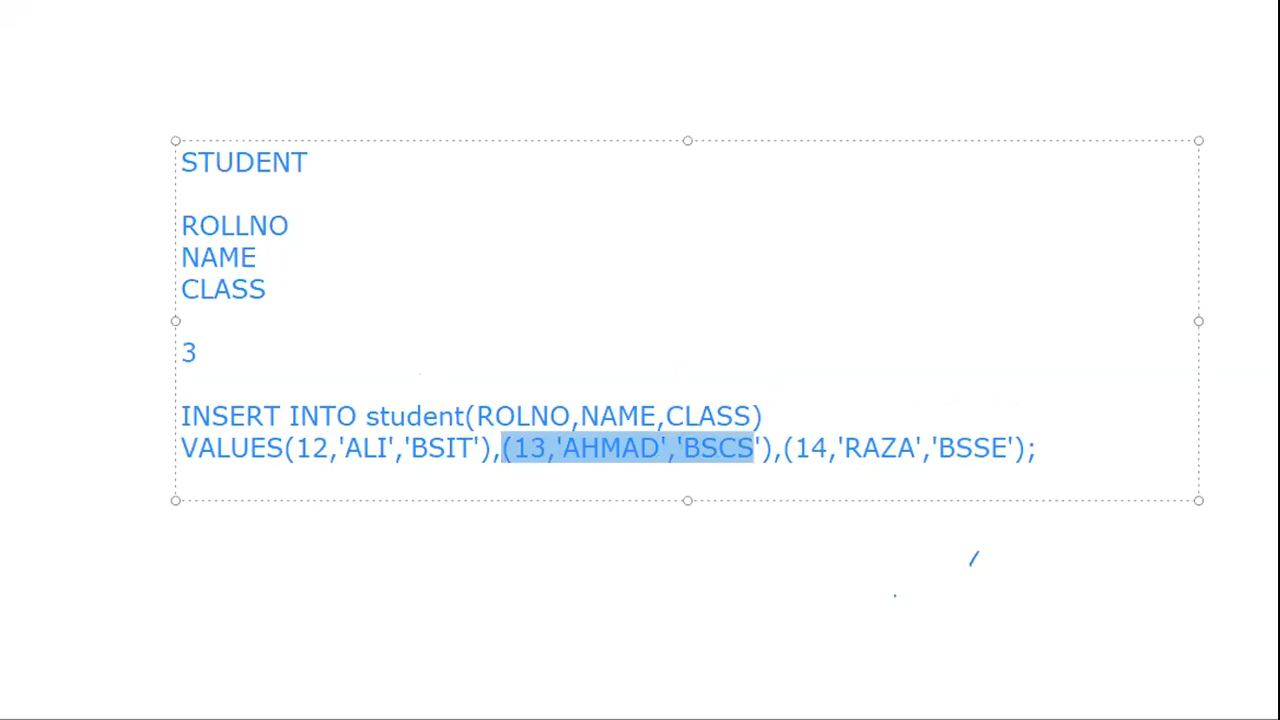 STUDENT
ROLLNO
NAME
CLASS
3
INSERT INTO student(ROLNO,NAME,CLASS)
VALUES(12,'ALI','BSIT'),(13,'AHMAD','BSCS'),(14,'RAZA','BSSE');